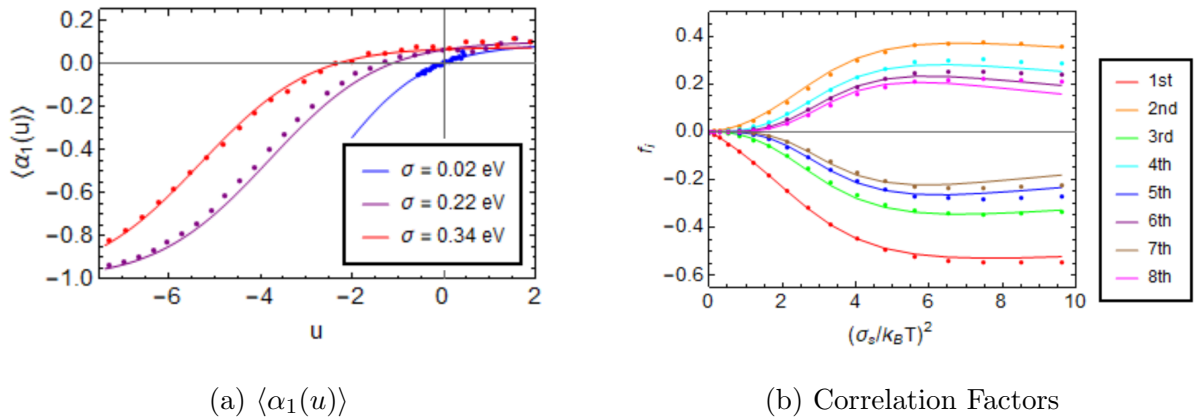 0.2
0.0
−0.2
−0.4
−0.6
−0.8
−1.0
⟨α₁(u)⟩
−6
−4
−2
0
2
u
σ = 0.02 eV
σ = 0.22 eV
σ = 0.34 eV
(a) ⟨α₁(u)⟩
0.4
0.2
0.0
−0.2
−0.4
−0.6
fᵢ
0
2
4
6
8
10
(σₛ/k_BT)²
1st
2nd
3rd
4th
5th
6th
7th
8th
(b) Correlation Factors